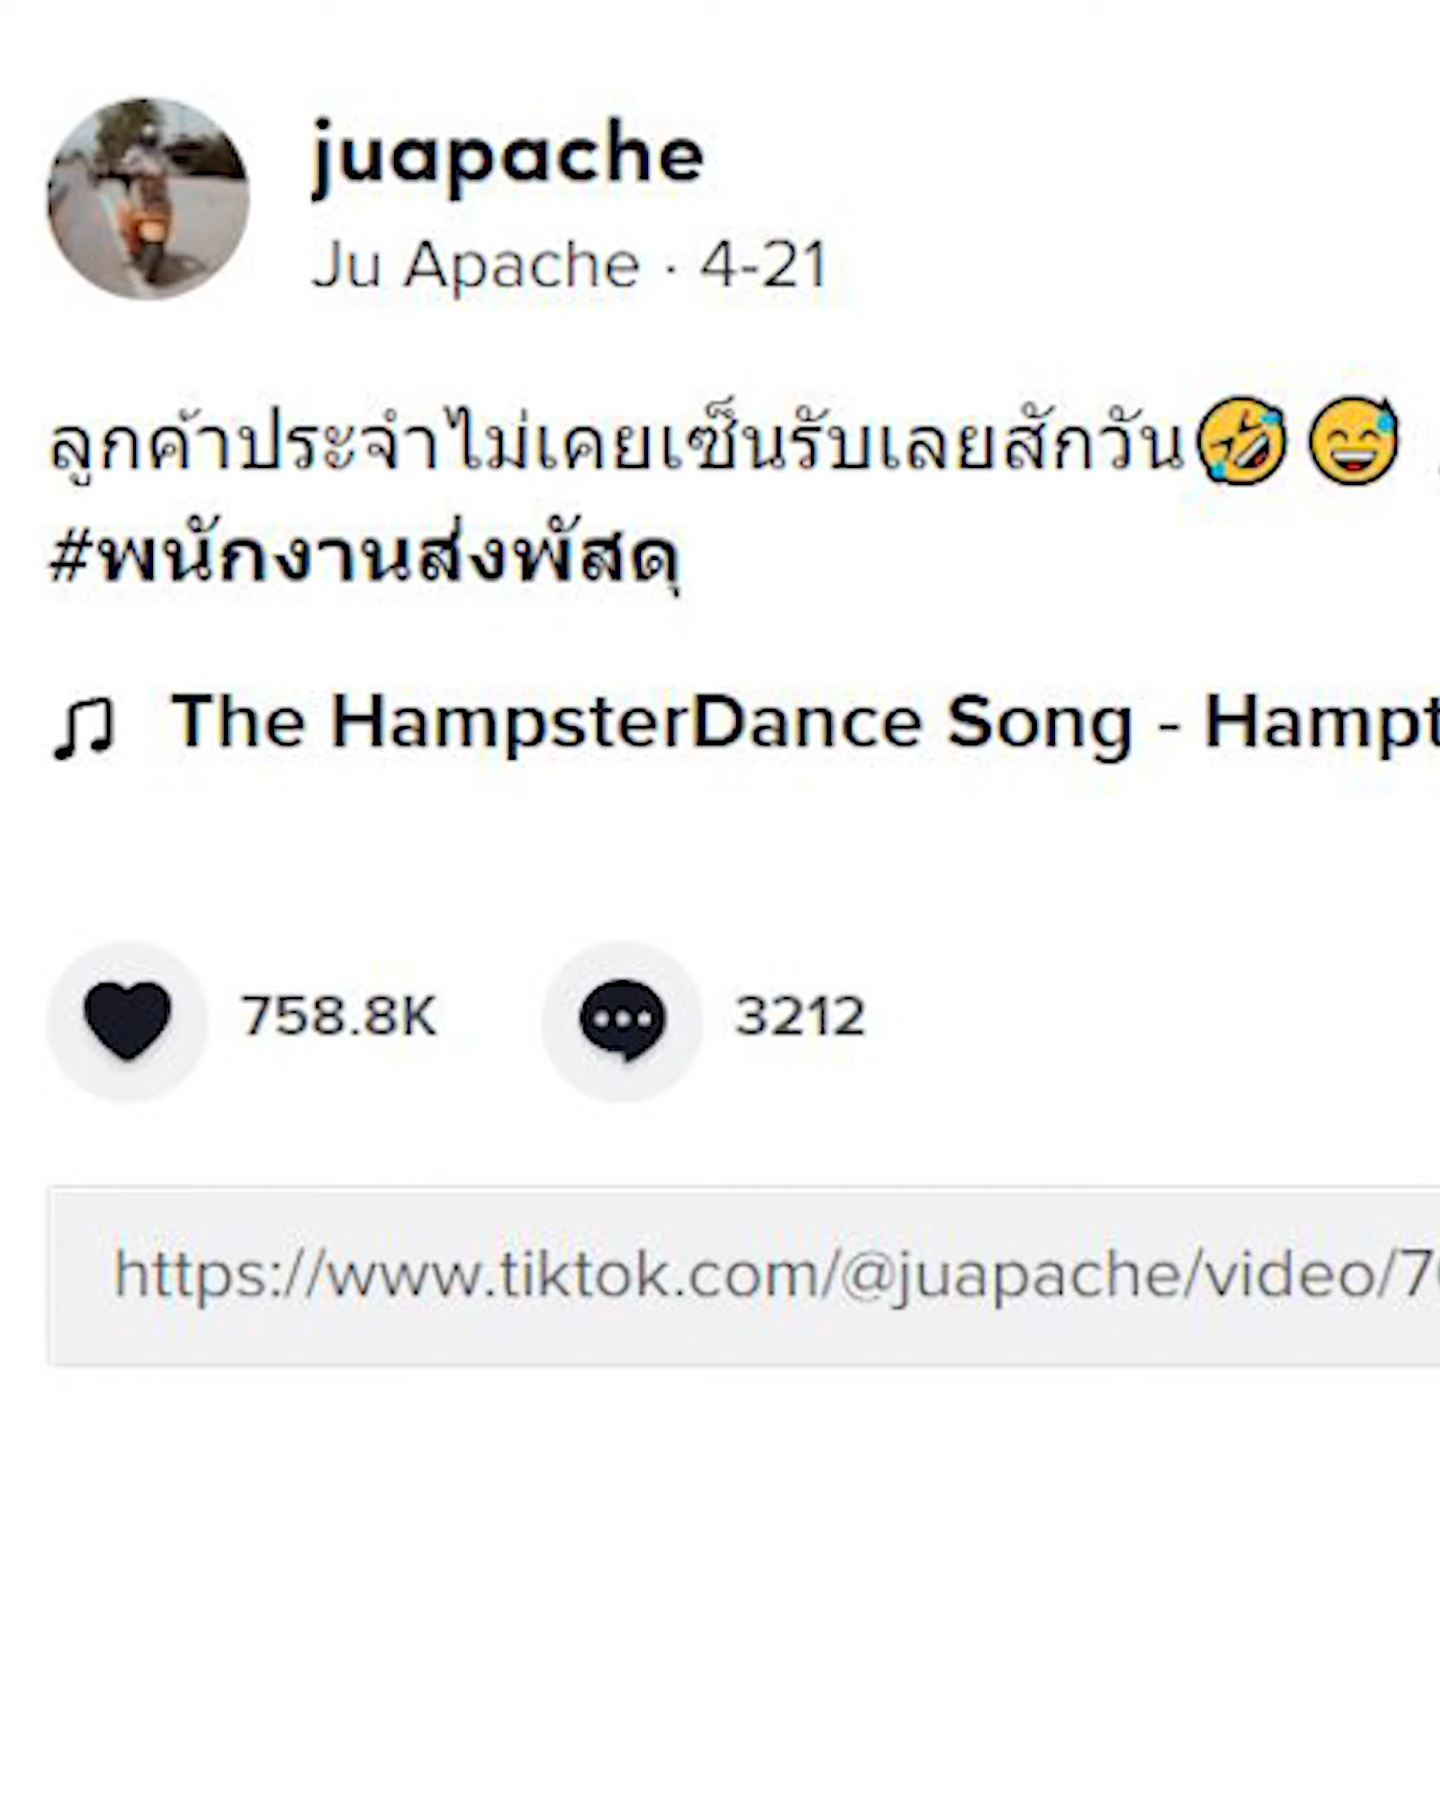 juapache
Ju Apache · 4-21
ลูกค้าประจำไม่เคยเซ็นรับเลยสักวัน🤣😅
#พนักงานส่งพัสดุ
The HampsterDance Song - Hampt
758.8K
3212
https://www.tiktok.com/@juapache/video/7